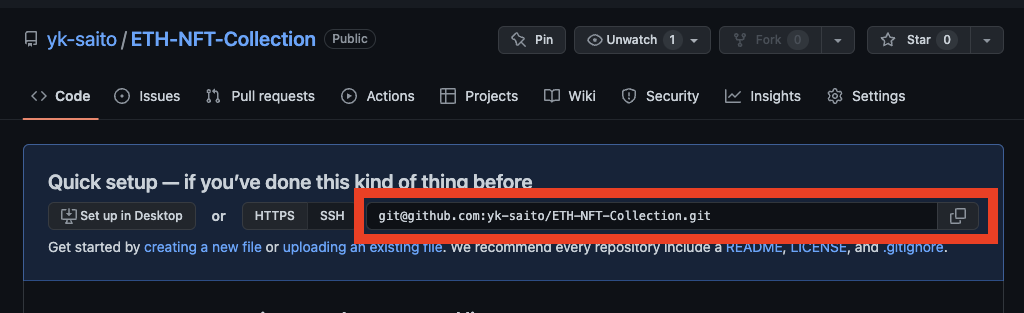 yk-saito / ETH-NFT-Collection Public Pin Unwatch 1 Fork 0 Star 0
Code Issues Pull requests Actions Projects Wiki Security Insights Settings
Quick setup — if you've done this kind of thing before
Set up in Desktop or HTTPS SSH git@github.com:yk-saito/ETH-NFT-Collection.git
Get started by creating a new file or uploading an existing file. We recommend every repository include a README, LICENSE, and .gitignore.